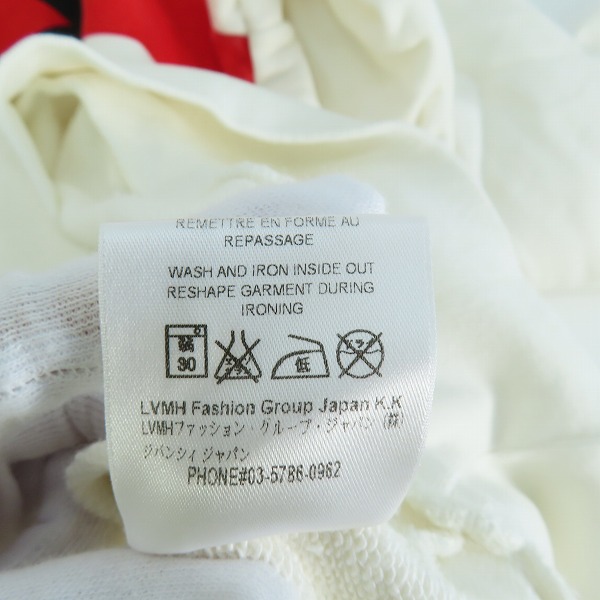 REMETTRE EN FORME AU
REPASSAGE
WASH AND IRON INSIDE OUT
RESHAPE GARMENT DURING
IRONING
弱 30 低
LVMH Fashion Group Japan K.K
LVMHファッション・グループ・ジャパン (株)
ジバンシィ ジャパン
PHONE#03-5786-0962